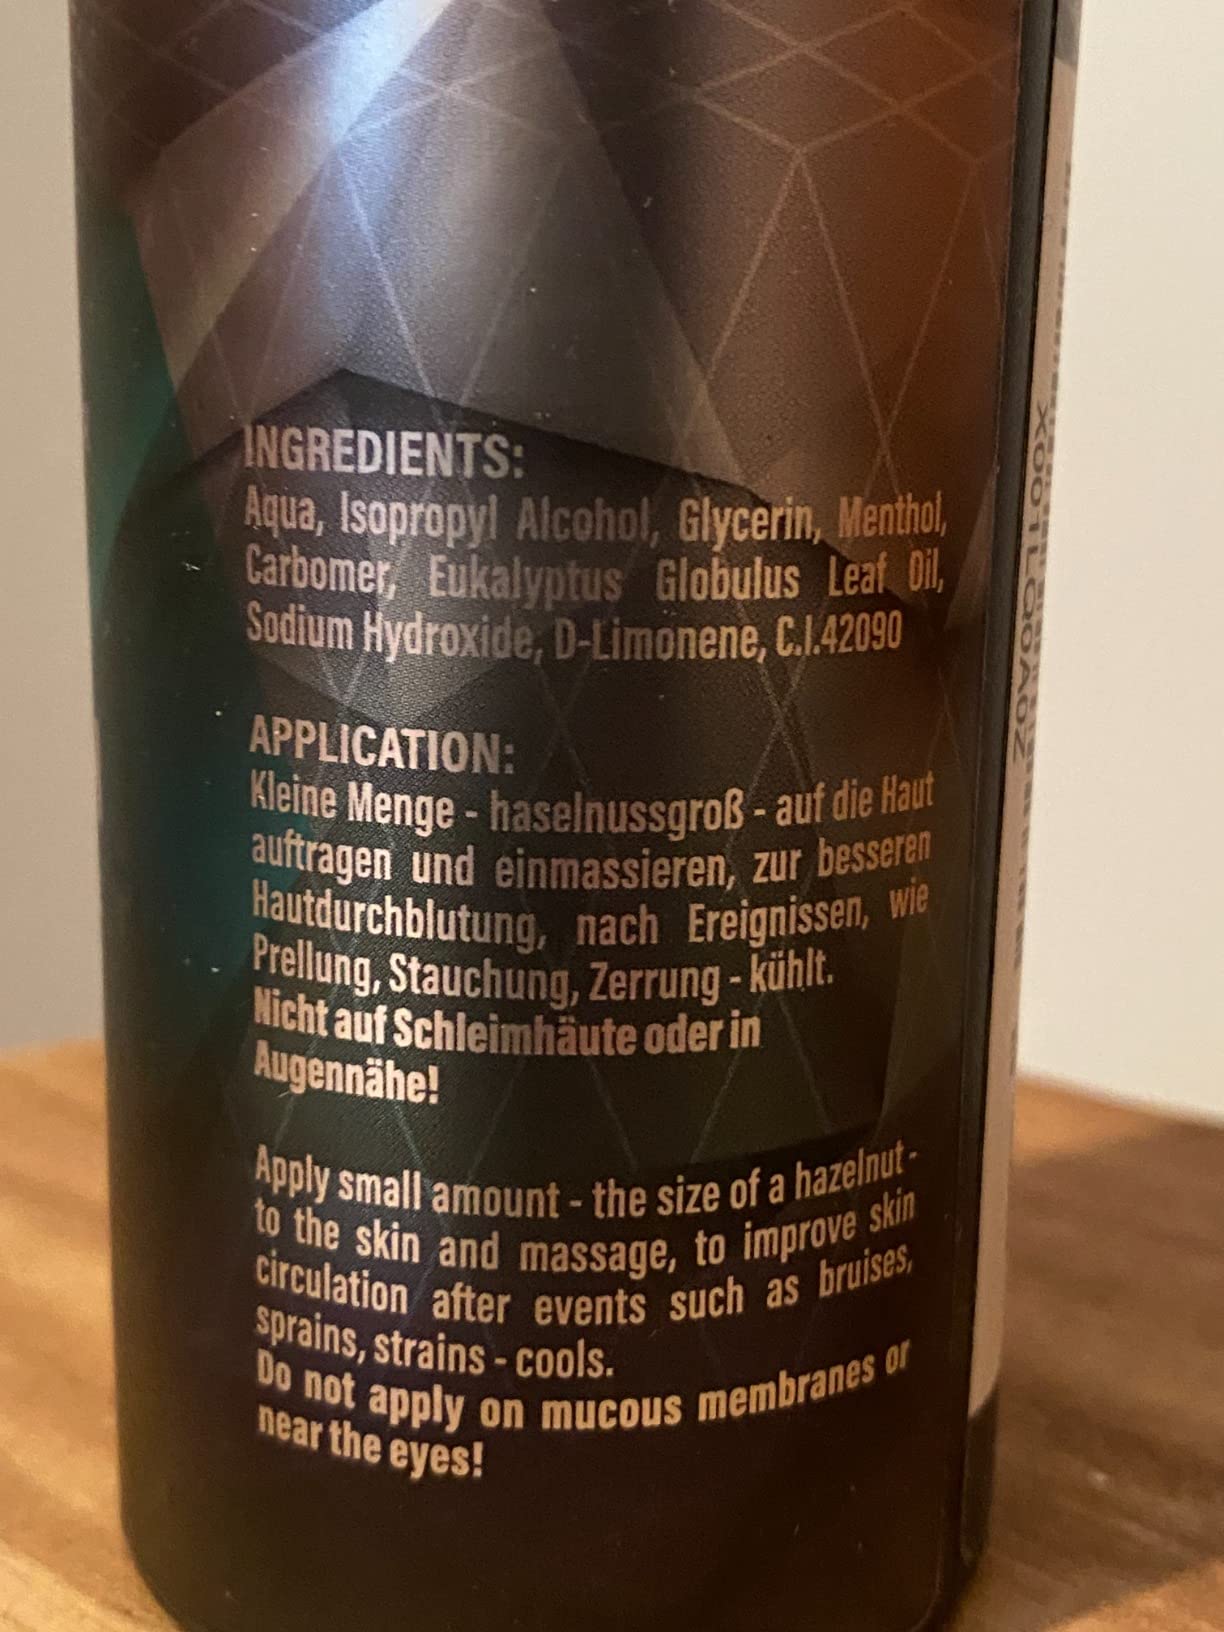 INGREDIENTS:
Aqua, Isopropyl Alcohol, Glycerin, Menthol,
Carbomer, Eukalyptus Globulus Leaf Oil,
Sodium Hydroxide, D-Limonene, C.I.42090
APPLICATION:
Kleine Menge - haselnussgroß - auf die Haut
auftragen und einmassieren, zur besseren
Hautdurchblutung, nach Ereignissen, wie
Prellung, Stauchung, Zerrung - kühlt.
Nicht auf Schleimhäute oder in
Augennähe!
Apply small amount - the size of a hazelnut -
to the skin and massage, to improve skin
circulation after events such as bruises,
sprains, strains - cools.
Do not apply on mucous membranes or
near the eyes!